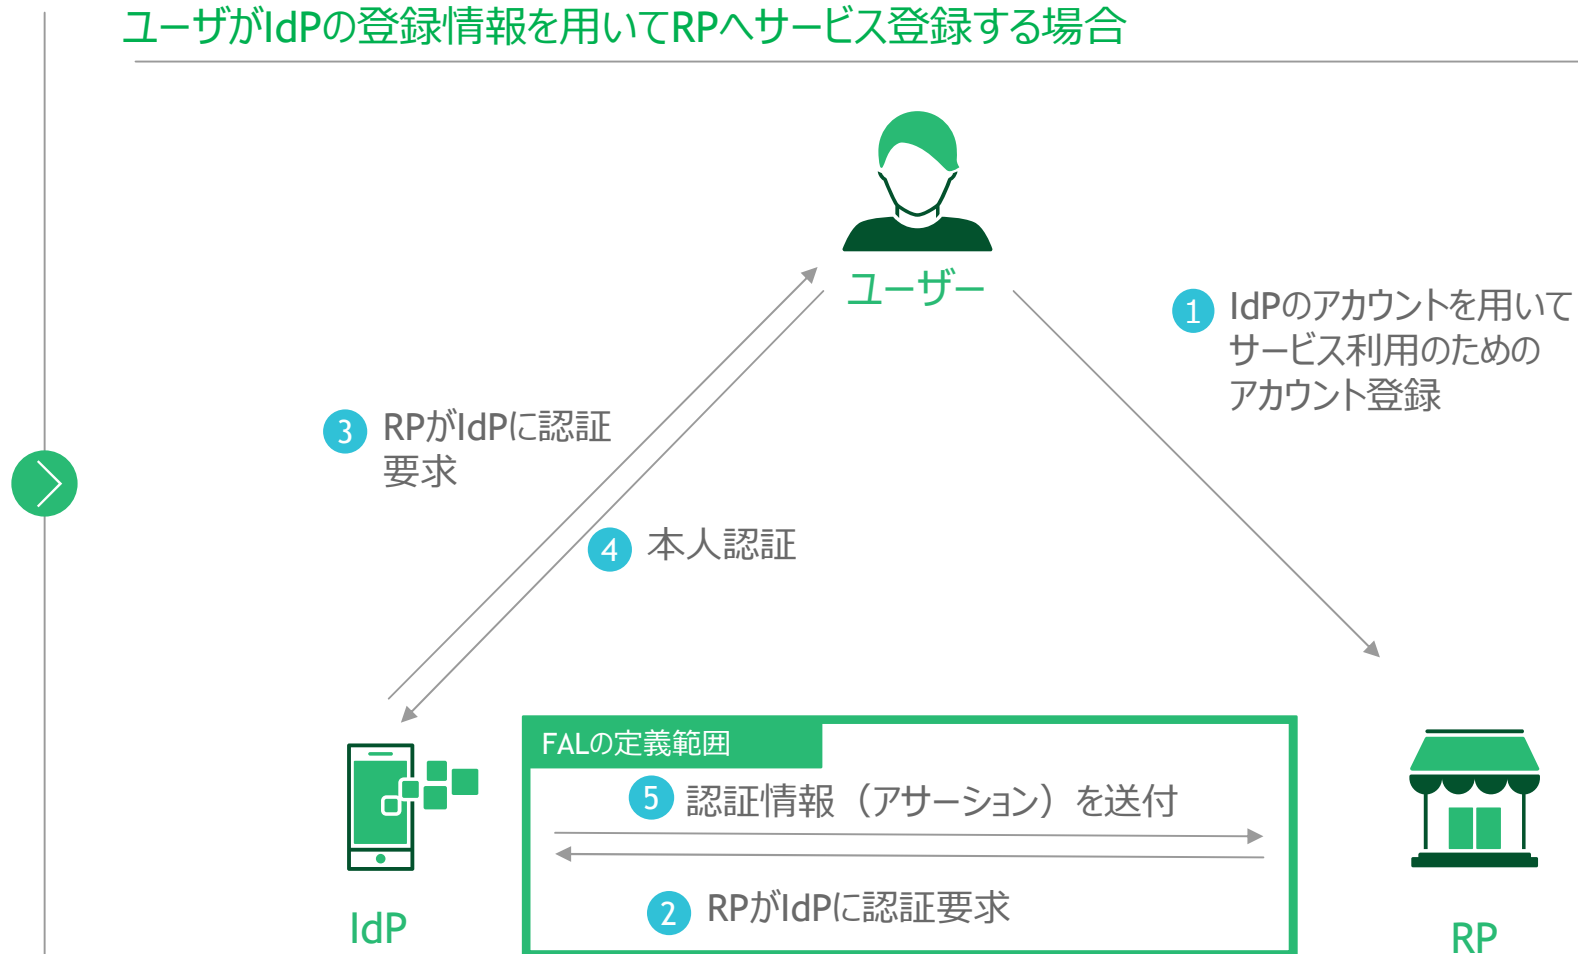 ユーザがIdPの登録情報を用いてRPへサービス登録する場合
ユーザー
1 IdPのアカウントを用いて
サービス利用のための
アカウント登録
3 RPがIdPに認証
要求
4 本人認証
FALの定義範囲
5 認証情報（アサーション）を送付
2 RPがIdPに認証要求
IdP
RP